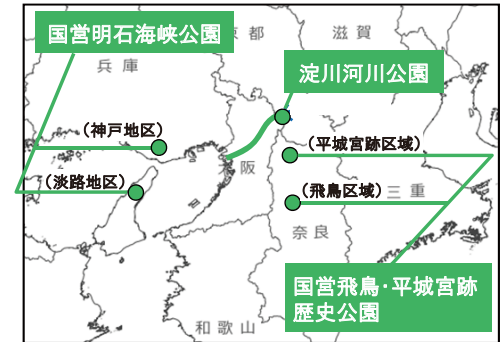 国営明石海峡公園
京都
滋賀
兵庫
淀川河川公園
(神戸地区)
(平城宮跡区域)
大阪
(淡路地区)
(飛鳥区域)
三重
奈良
国営飛鳥・平城宮跡
歴史公園
和歌山